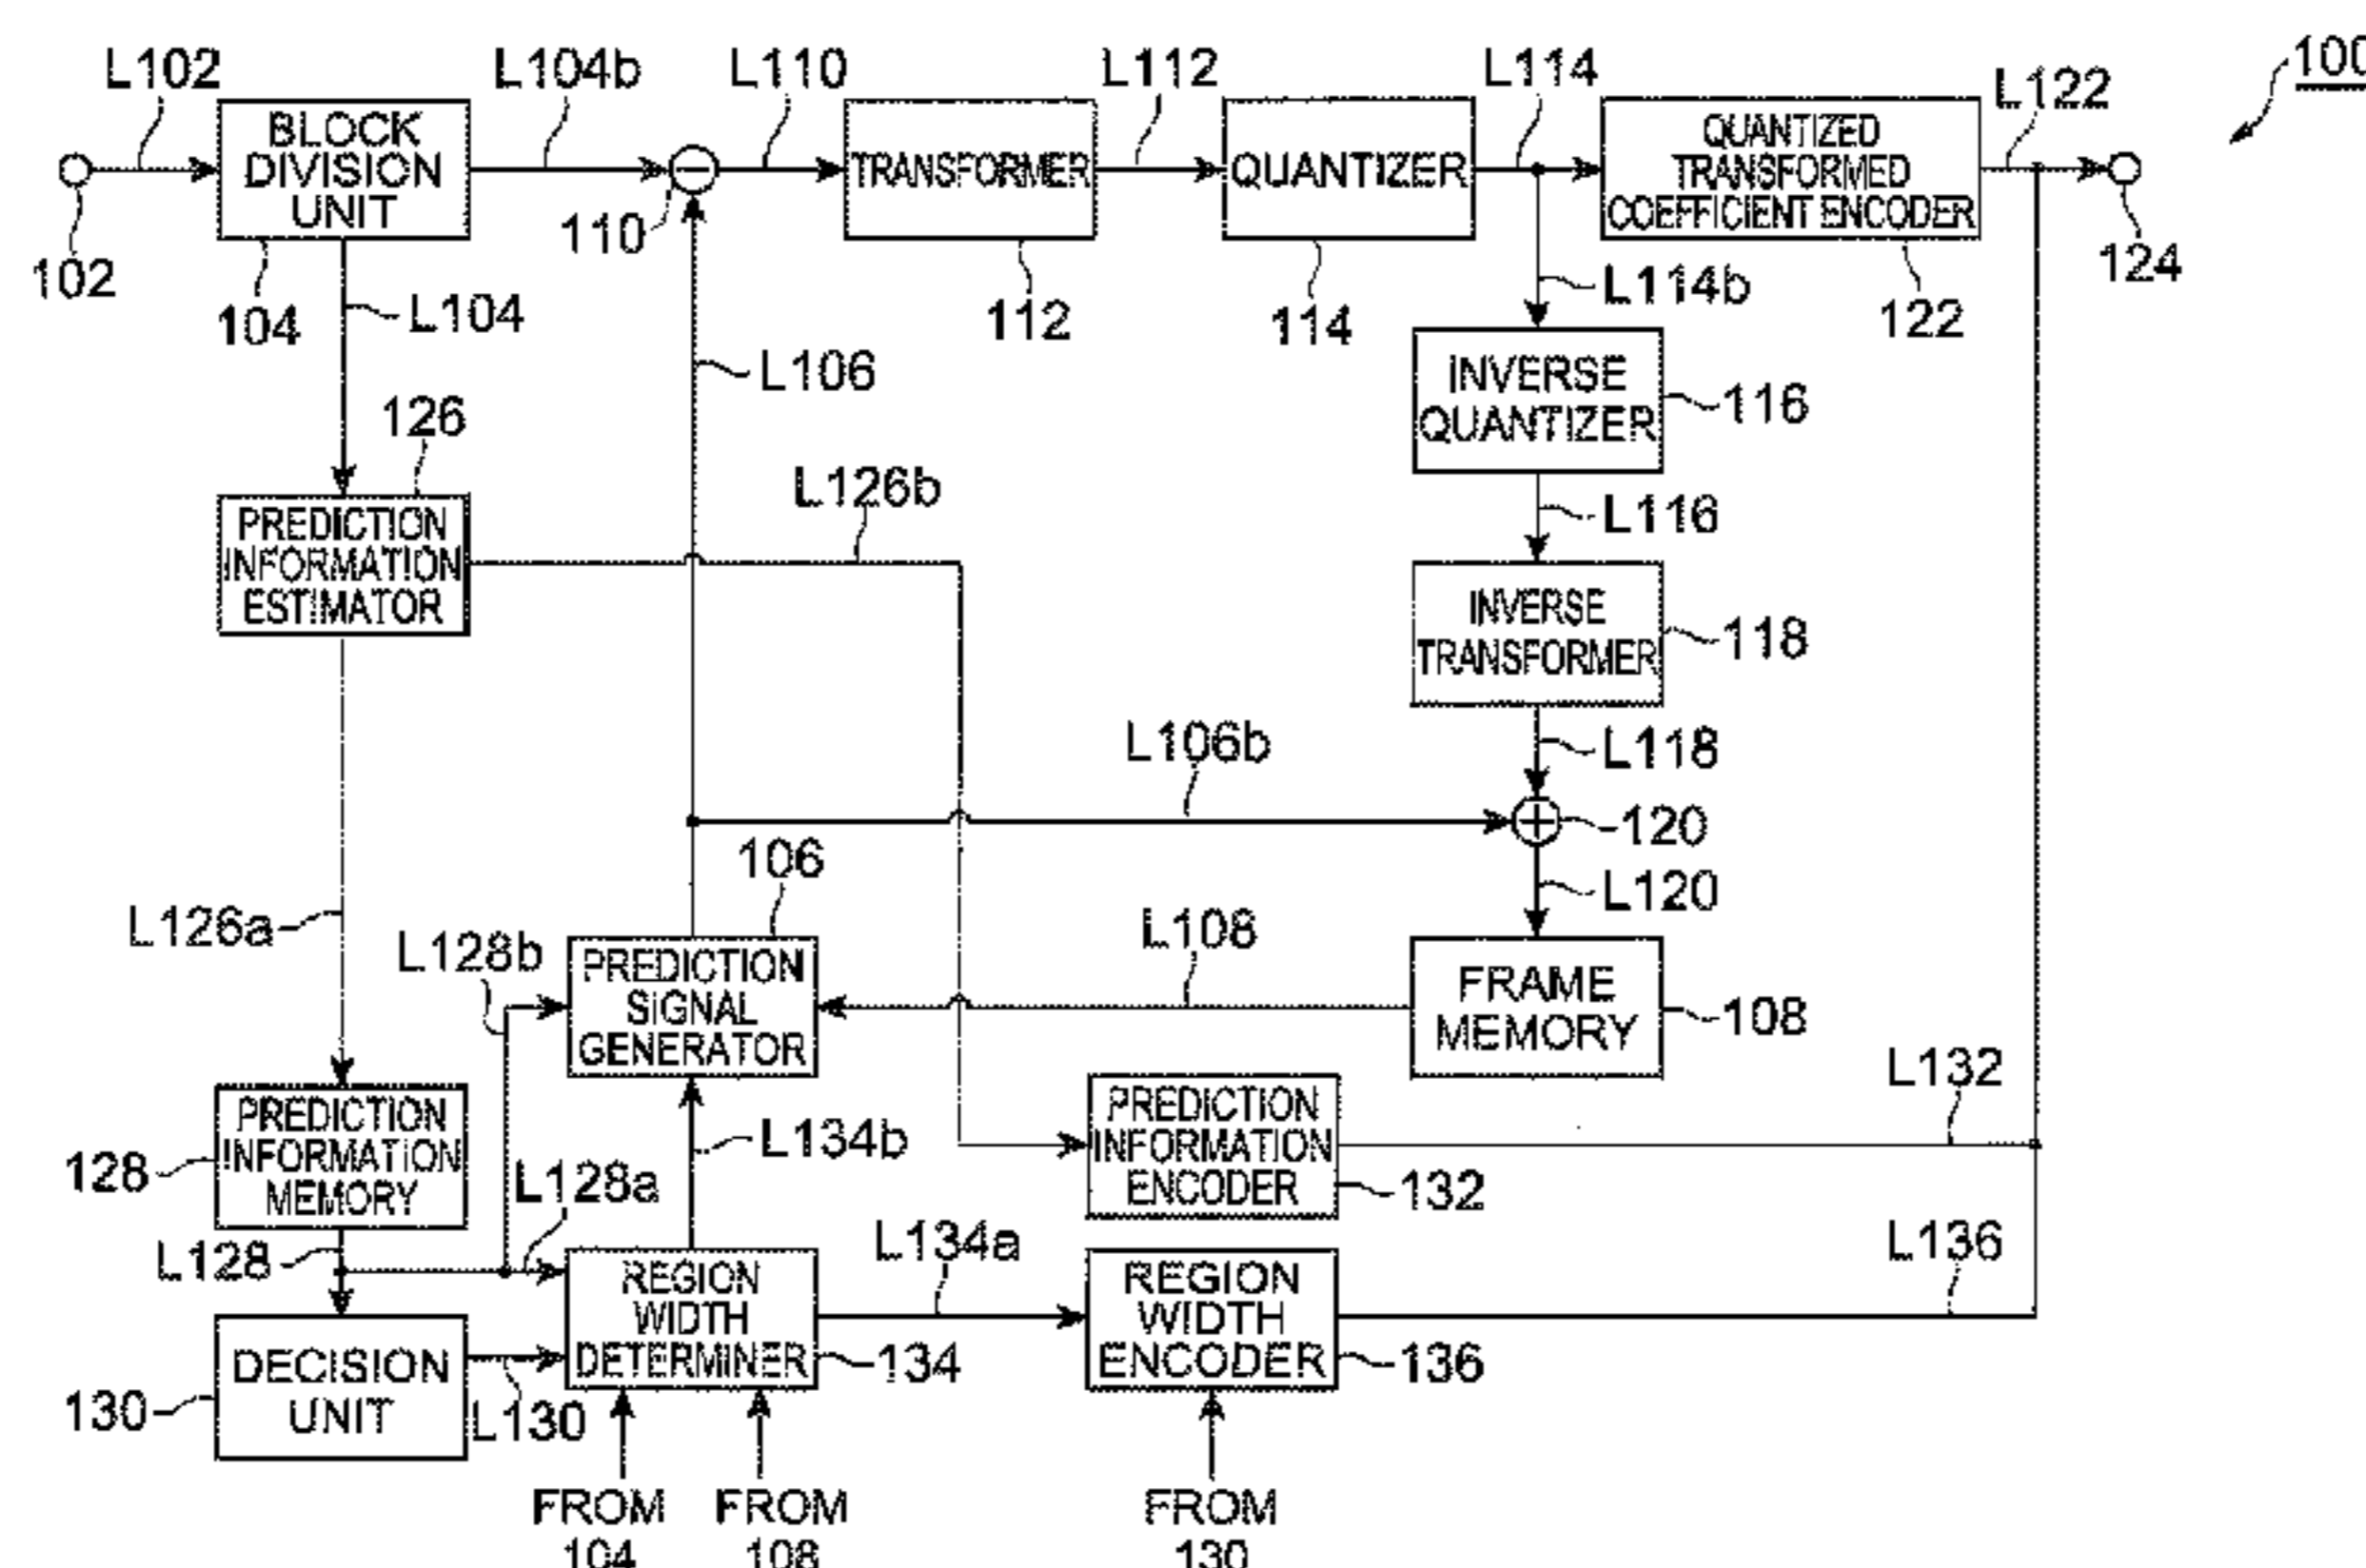 L102
L104b
L110
L112
L114
L122
100
BLOCK
DIVISION
UNIT
TRANSFORMER
QUANTIZER
QUANTIZED
TRANSFORMED
COEFFICIENT ENCODER
102
104
110
112
114
122
124
L104
L106
L114b
INVERSE
QUANTIZER
116
126
L126b
L116
PREDICTION
INFORMATION
ESTIMATOR
INVERSE
TRANSFORMER
118
L118
L106b
120
106
L120
L126a
L128b
L108
PREDICTION
SIGNAL
GENERATOR
FRAME
MEMORY
108
L132
PREDICTION
INFORMATION
MEMORY
128
L134b
PREDICTION
INFORMATION
ENCODER
132
L128a
L128
L134a
L136
REGION
WIDTH
DETERMINER
134
REGION
WIDTH
ENCODER
136
DECISION
UNIT
130
L130
FROM
104
FROM
108
FROM
130